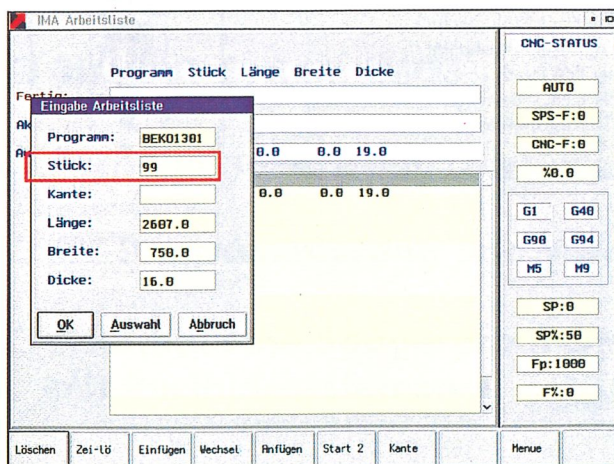 IMA Arbeitsliste
CNC-STATUS
Programm Stück Länge Breite Dicke
Fertig:
Eingabe Arbeitsliste
Programm: BEK01301
Stück: 99
Kante:
Länge: 2607.0
Breite: 750.0
Dicke: 16.0
OK Auswahl Abbruch
0.0 0.0 19.0
0.0 0.0 19.0
AUTO
SPS-F:0
CNC-F:0
%0.0
G1 G40
G90 G94
M5 M9
SP:0
SP%:50
Fp:1000
F%:0
Löschen Zei-lö Einfügen Wechsel Anfügen Start 2 Kante Menue